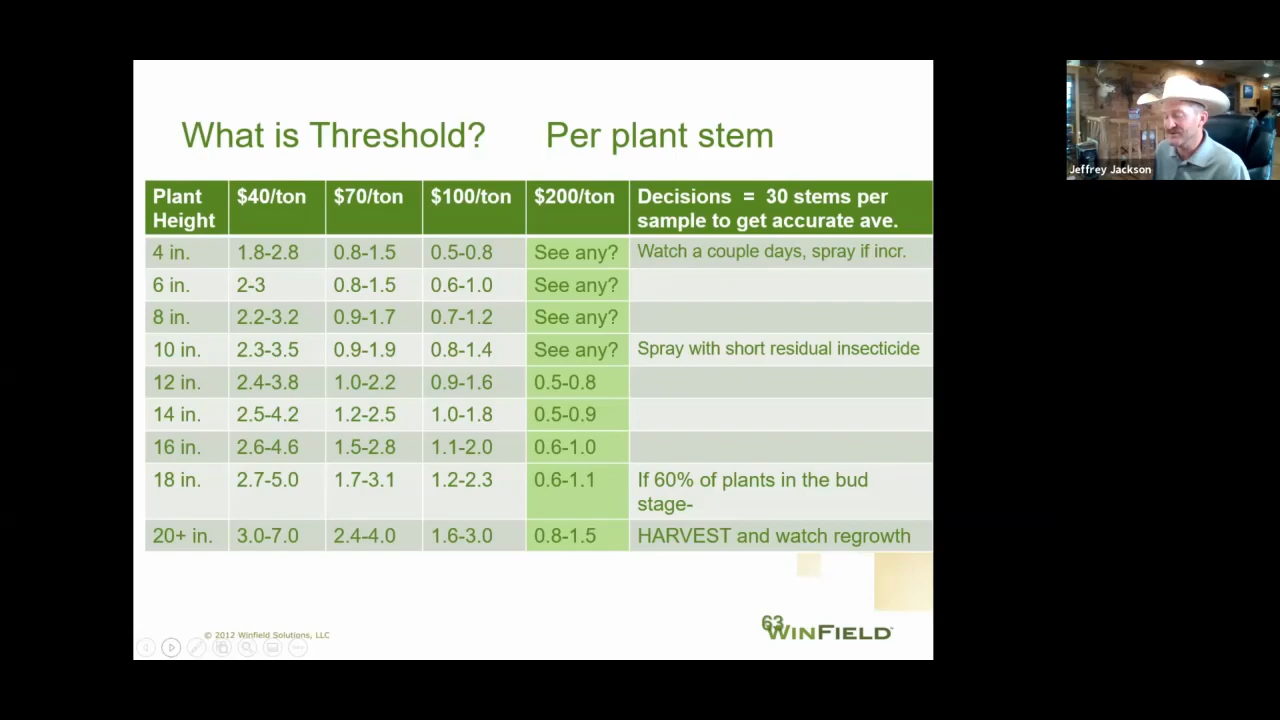 What is Threshold? Per plant stem
Plant Height $40/ton $70/ton $100/ton $200/ton Decisions = 30 stems per sample to get accurate ave.
4 in. 1.8-2.8 0.8-1.5 0.5-0.8 See any? Watch a couple days, spray if incr.
6 in. 2-3 0.8-1.5 0.6-1.0 See any?
8 in. 2.2-3.2 0.9-1.7 0.7-1.2 See any?
10 in. 2.3-3.5 0.9-1.9 0.8-1.4 See any? Spray with short residual insecticide
12 in. 2.4-3.8 1.0-2.2 0.9-1.6 0.5-0.8
14 in. 2.5-4.2 1.2-2.5 1.0-1.8 0.5-0.9
16 in. 2.6-4.6 1.5-2.8 1.1-2.0 0.6-1.0
18 in. 2.7-5.0 1.7-3.1 1.2-2.3 0.6-1.1 If 60% of plants in the bud stage-
20+ in. 3.0-7.0 2.4-4.0 1.6-3.0 0.8-1.5 HARVEST and watch regrowth
© 2012 Winfield Solutions, LLC
63
WINFIELD™
Jeffrey Jackson